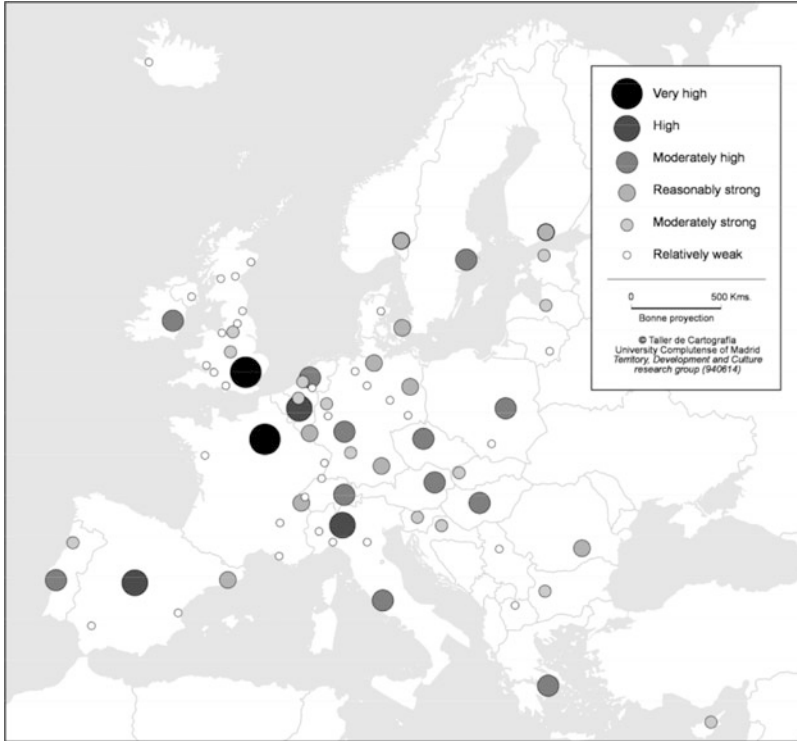 Very high
High
Moderately high
Reasonably strong
Moderately strong
Relatively weak
0 500 Kms.
Bonne proyection
© Taller de Cartografía
University Complutense of Madrid
Territory, Development and Culture
research group (940614)